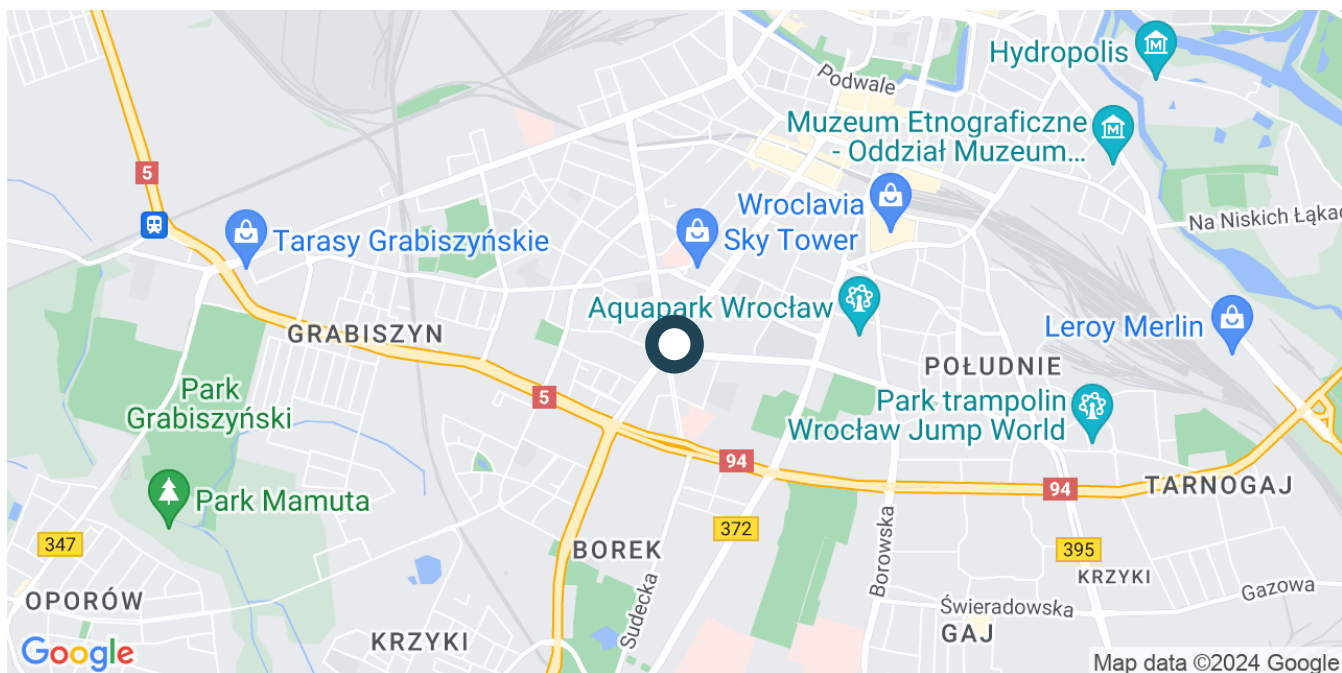 Hydropolis
Podwale
Muzeum Etnograficzne
- Oddział Muzeum...
5
Wroclavia
Sky Tower
Na Niskich Łąkac
Tarasy Grabiszyńskie
Aquapark Wrocław
Leroy Merlin
GRABISZYN
POŁUDNIE
Park
Grabiszyński
5
Park trampolin
Wrocław Jump World
94
94
TARNOGAJ
Park Mamuta
372
347
BOREK
395
KRZYKI
Borowska
Gazowa
OPORÓW
Sudecka
Świeradowska
GAJ
KRZYKI
Google
Map data ©2024 Google